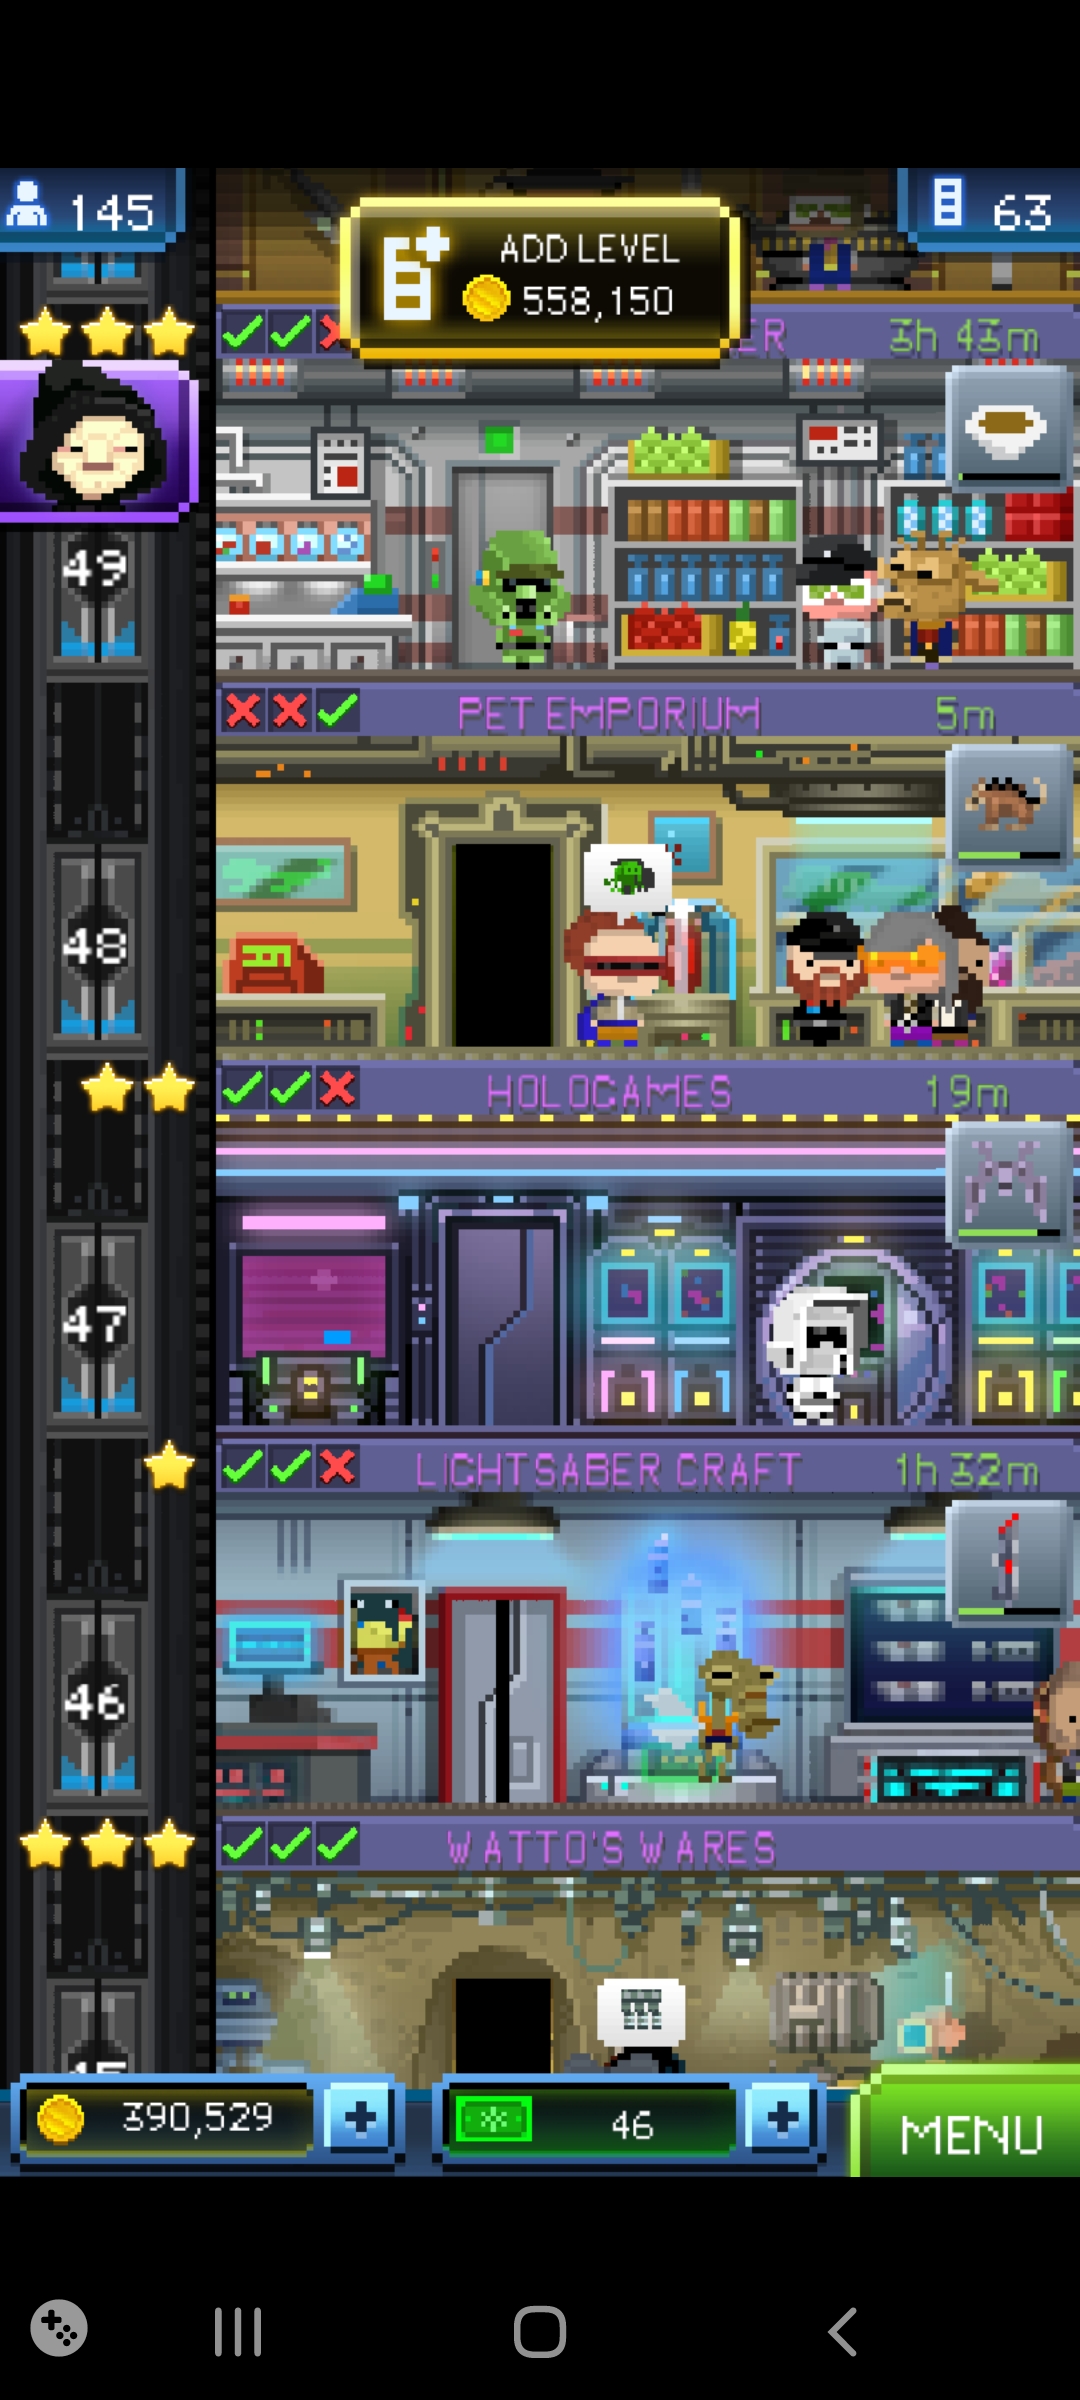 145
63
ADD LEVEL
558,150
ER 3h 43m
49
PET EMPORIUM 5m
48
HOLOGAMES 19m
47
LIGHTSABER CRAFT 1h 32m
46
WATTO'S WARES
390,529
46
MENU